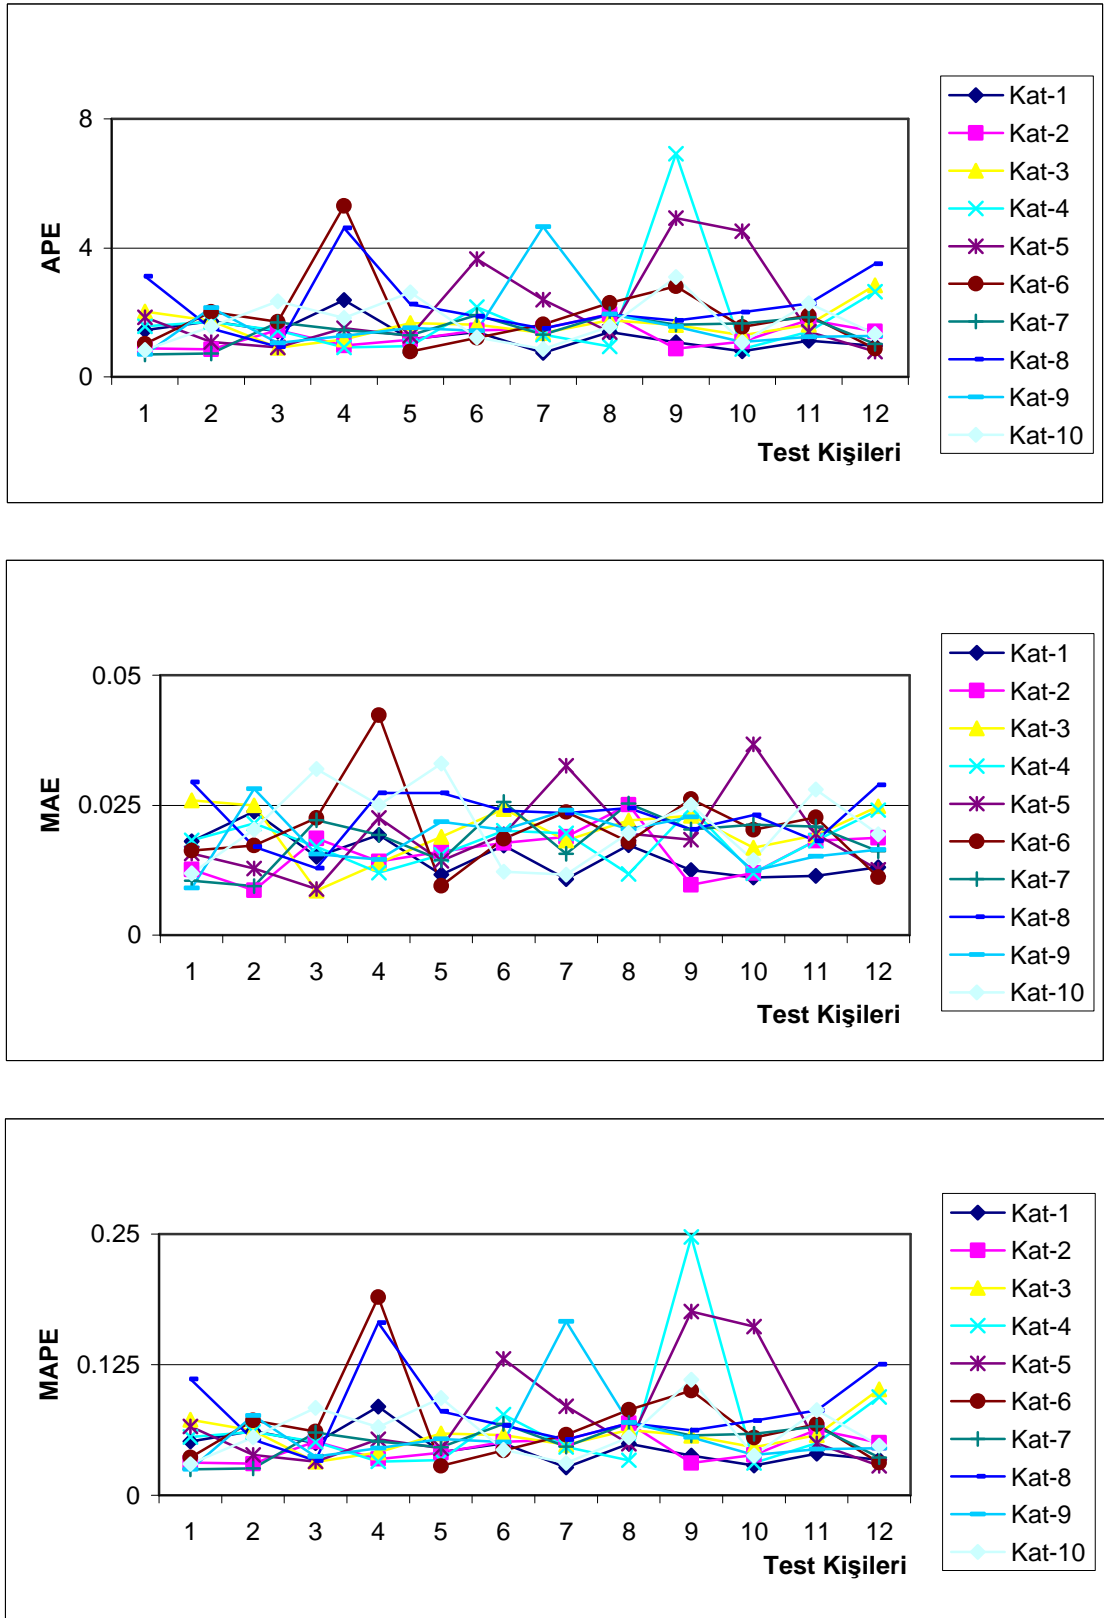 8
4
0
APE
1 2 3 4 5 6 7 8 9 10 11 12
Test Kişileri
Kat-1
Kat-2
Kat-3
Kat-4
Kat-5
Kat-6
Kat-7
Kat-8
Kat-9
Kat-10
0.05
0.025
0
MAE
1 2 3 4 5 6 7 8 9 10 11 12
Test Kişileri
Kat-1
Kat-2
Kat-3
Kat-4
Kat-5
Kat-6
Kat-7
Kat-8
Kat-9
Kat-10
0.25
0.125
0
MAPE
1 2 3 4 5 6 7 8 9 10 11 12
Test Kişileri
Kat-1
Kat-2
Kat-3
Kat-4
Kat-5
Kat-6
Kat-7
Kat-8
Kat-9
Kat-10